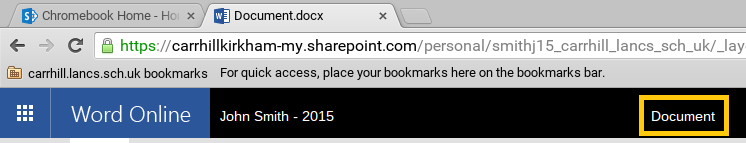 Chromebook Home - Ho
Document.docx
https://carrhillkirkham-my.sharepoint.com/personal/smithj15_carrhill_lancs_sch_uk/_lay
carrhill.lancs.sch.uk bookmarks For quick access, place your bookmarks here on the bookmarks bar.
Word Online John Smith - 2015 Document